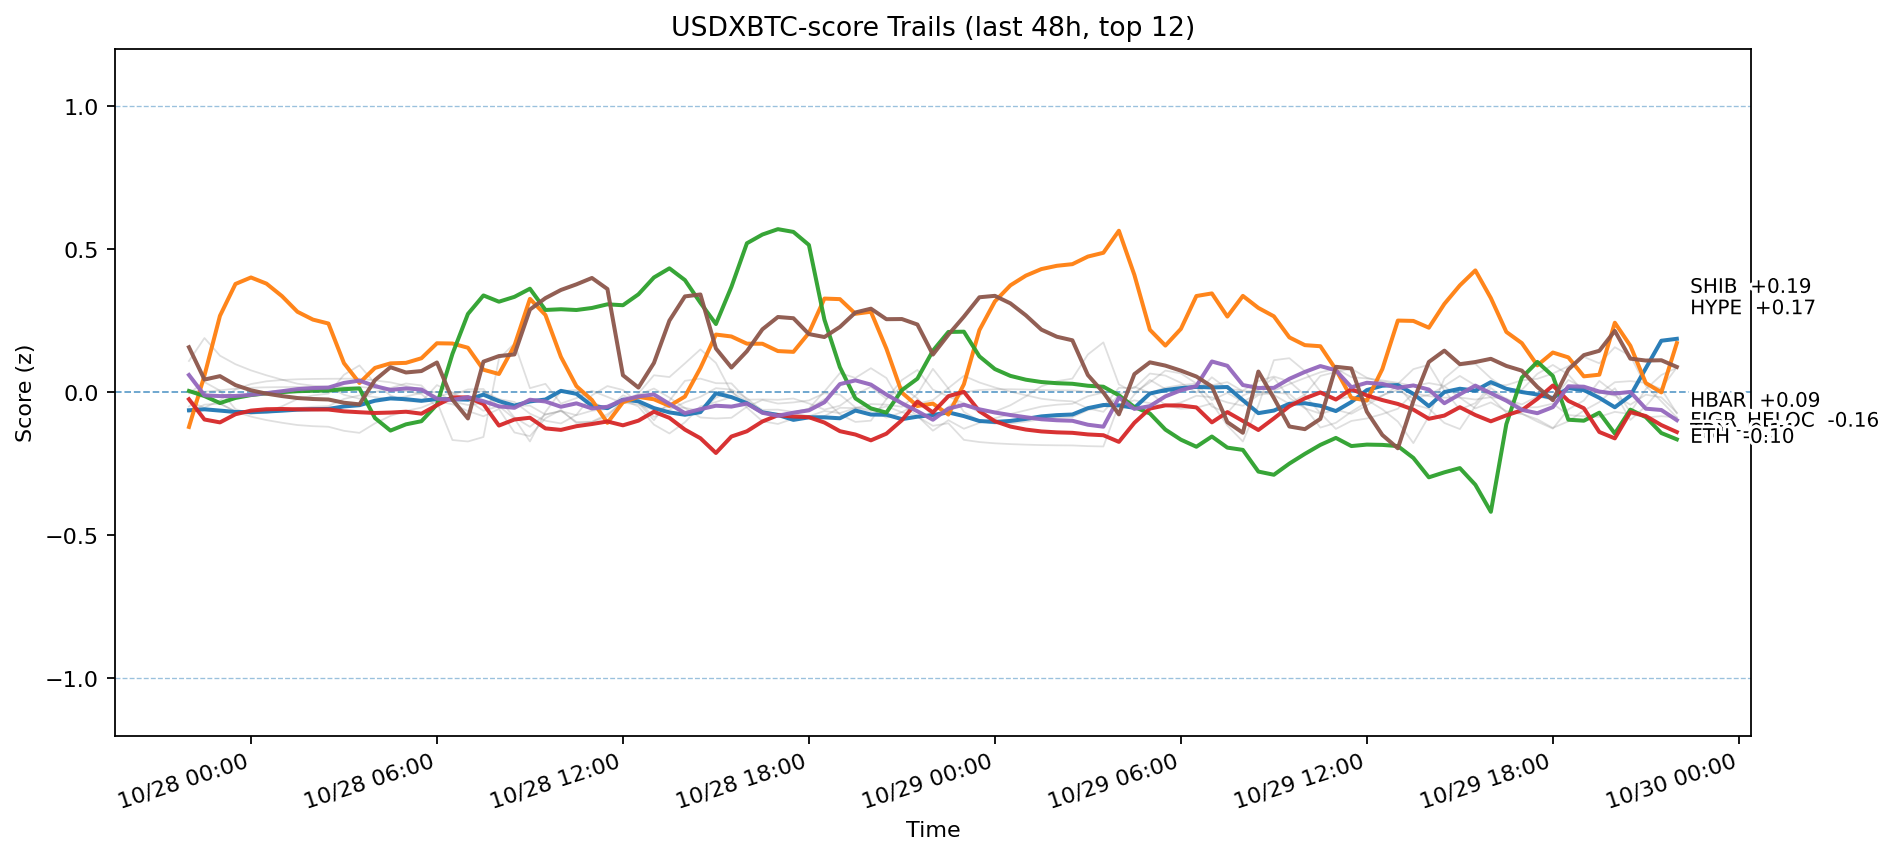 USDXBTC-score Trails (last 48h, top 12)
Score (z)
1.0
0.5
0.0
−0.5
−1.0
SHIB +0.19
HYPE +0.17
HBAR +0.09
FIGR_HELOC -0.16
ETH -0.10
10/28 00:00
10/28 06:00
10/28 12:00
10/28 18:00
10/29 00:00
10/29 06:00
10/29 12:00
10/29 18:00
10/30 00:00
Time